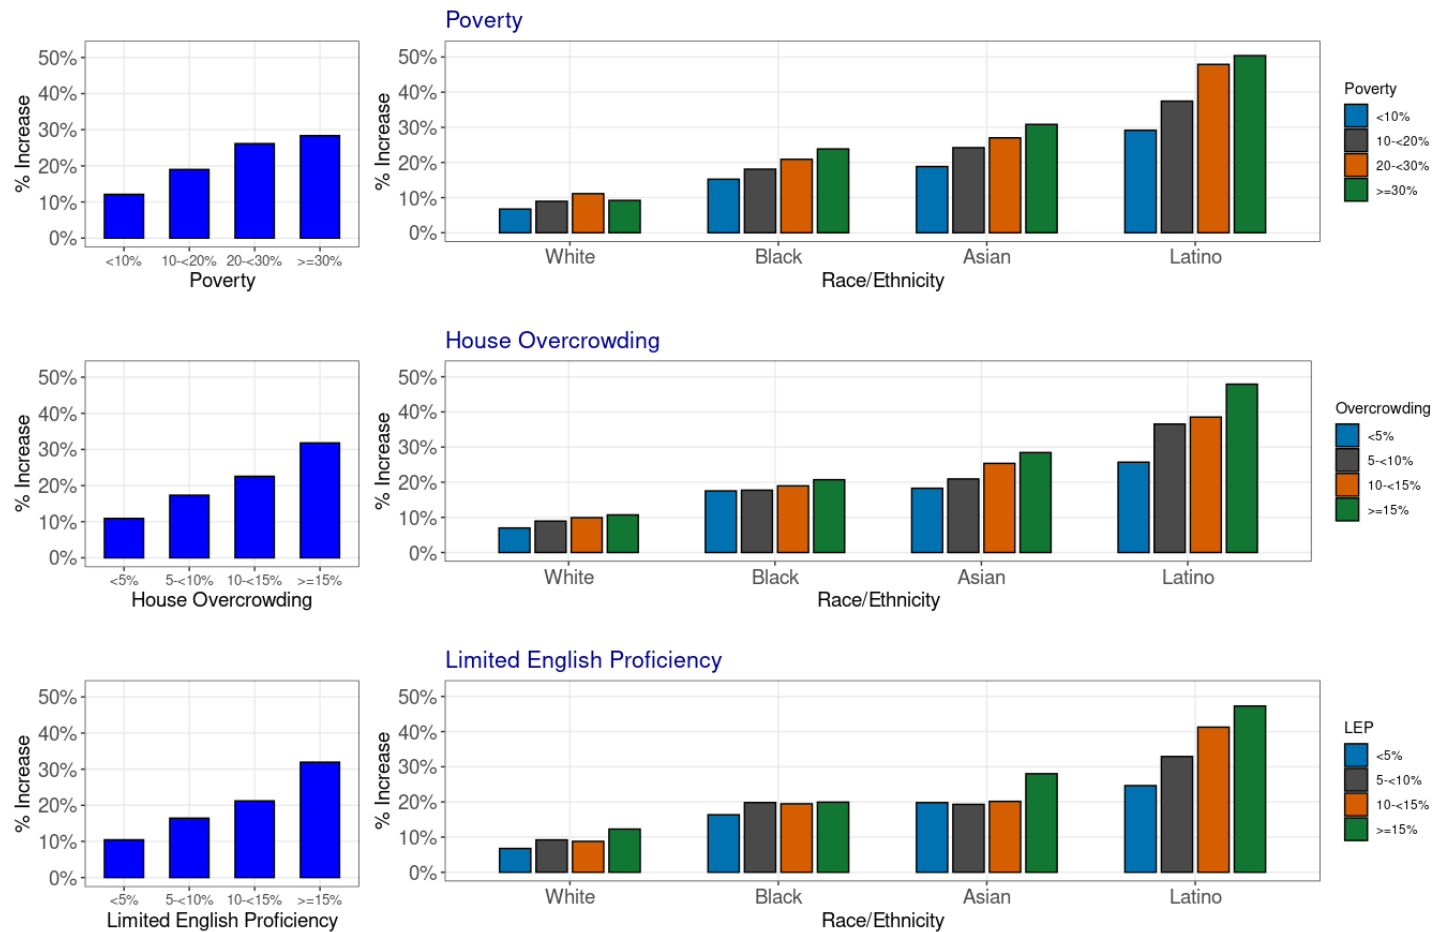 Poverty
50%
40%
30%
20%
10%
0%
% Increase
<10% 10-<20% 20-<30% >=30%
Poverty
50%
40%
30%
20%
10%
0%
% Increase
White Black Asian Latino
Race/Ethnicity
Poverty
<10%
10-<20%
20-<30%
>=30%
House Overcrowding
50%
40%
30%
20%
10%
0%
% Increase
<5% 5-<10% 10-<15% >=15%
House Overcrowding
50%
40%
30%
20%
10%
0%
% Increase
White Black Asian Latino
Race/Ethnicity
Overcrowding
<5%
5-<10%
10-<15%
>=15%
Limited English Proficiency
50%
40%
30%
20%
10%
0%
% Increase
<5% 5-<10% 10-<15% >=15%
Limited English Proficiency
50%
40%
30%
20%
10%
0%
% Increase
White Black Asian Latino
Race/Ethnicity
LEP
<5%
5-<10%
10-<15%
>=15%